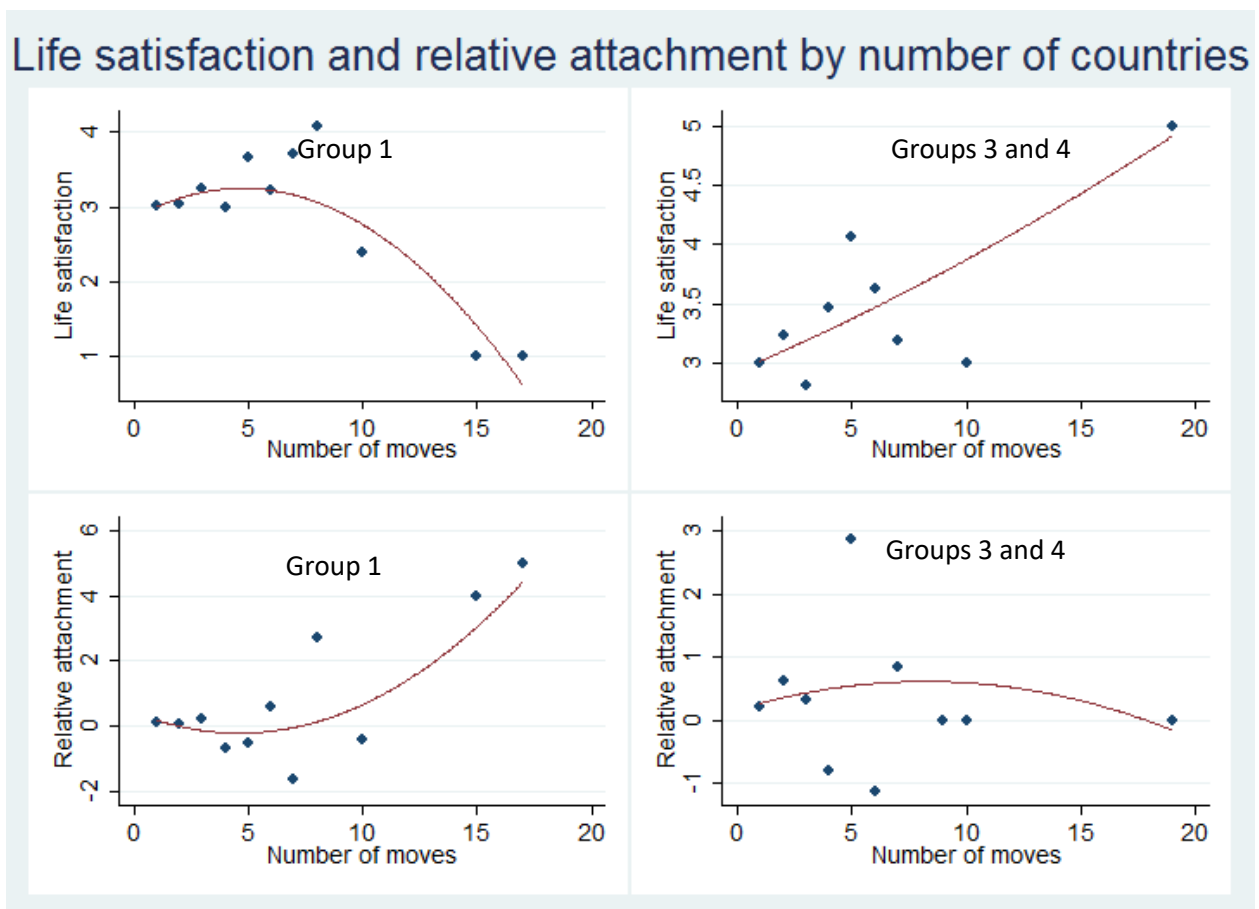 Life satisfaction and relative attachment by number of countries
Group 1
Life satisfaction
4
3
2
1
0 5 10 15 20
Number of moves
Groups 3 and 4
Life satisfaction
5
4.5
4
3.5
3
0 5 10 15 20
Number of moves
Group 1
Relative attachment
6
4
2
0
-2
0 5 10 15 20
Number of moves
Groups 3 and 4
Relative attachment
3
2
1
0
-1
0 5 10 15 20
Number of moves